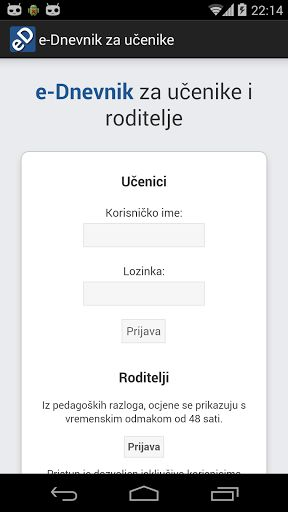 22:14
eD
e-Dnevnik za učenike
e-Dnevnik za učenike i
roditelje
Učenici
Korisničko ime:
Lozinka:
Prijava
Roditelji
Iz pedagoških razloga, ocjene se prikazuju s
vremenskim odmakom od 48 sati.
Prijava
Pristup je dozvoljen isključivo korisnicima